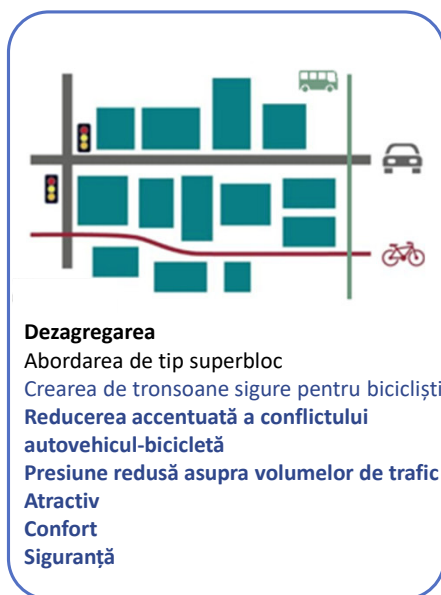 Dezagregarea
Abordarea de tip superbloc
Crearea de tronsoane sigure pentru bicicliști
Reducerea accentuată a conflictului
autovehicul-bicicletă
Presiune redusă asupra volumelor de trafic
Atractiv
Confort
Siguranță